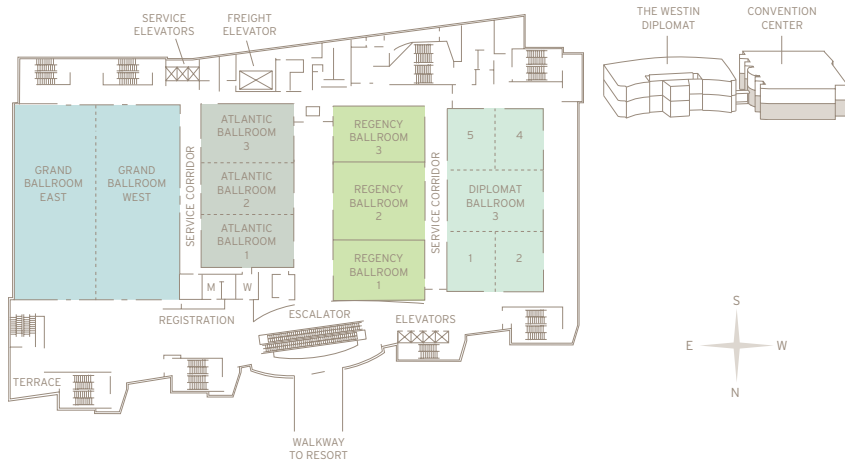 SERVICE
ELEVATORS
FREIGHT
ELEVATOR
THE WESTIN
DIPLOMAT
CONVENTION
CENTER
GRAND
BALLROOM
EAST
GRAND
BALLROOM
WEST
SERVICE CORRIDOR
ATLANTIC
BALLROOM
3
ATLANTIC
BALLROOM
2
ATLANTIC
BALLROOM
1
REGENCY
BALLROOM
3
REGENCY
BALLROOM
2
REGENCY
BALLROOM
1
SERVICE CORRIDOR
5
4
DIPLOMAT
BALLROOM
3
1
2
M
W
REGISTRATION
ESCALATOR
ELEVATORS
TERRACE
WALKWAY
TO RESORT
S
E
W
N